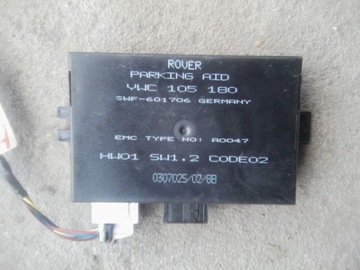 ROVER
PARKING AID
YWC 105 180
SWF-601706 GERMANY
EMC TYPE NO: A0047
HW01 SW1.2 CODE02
030702S/02/BB